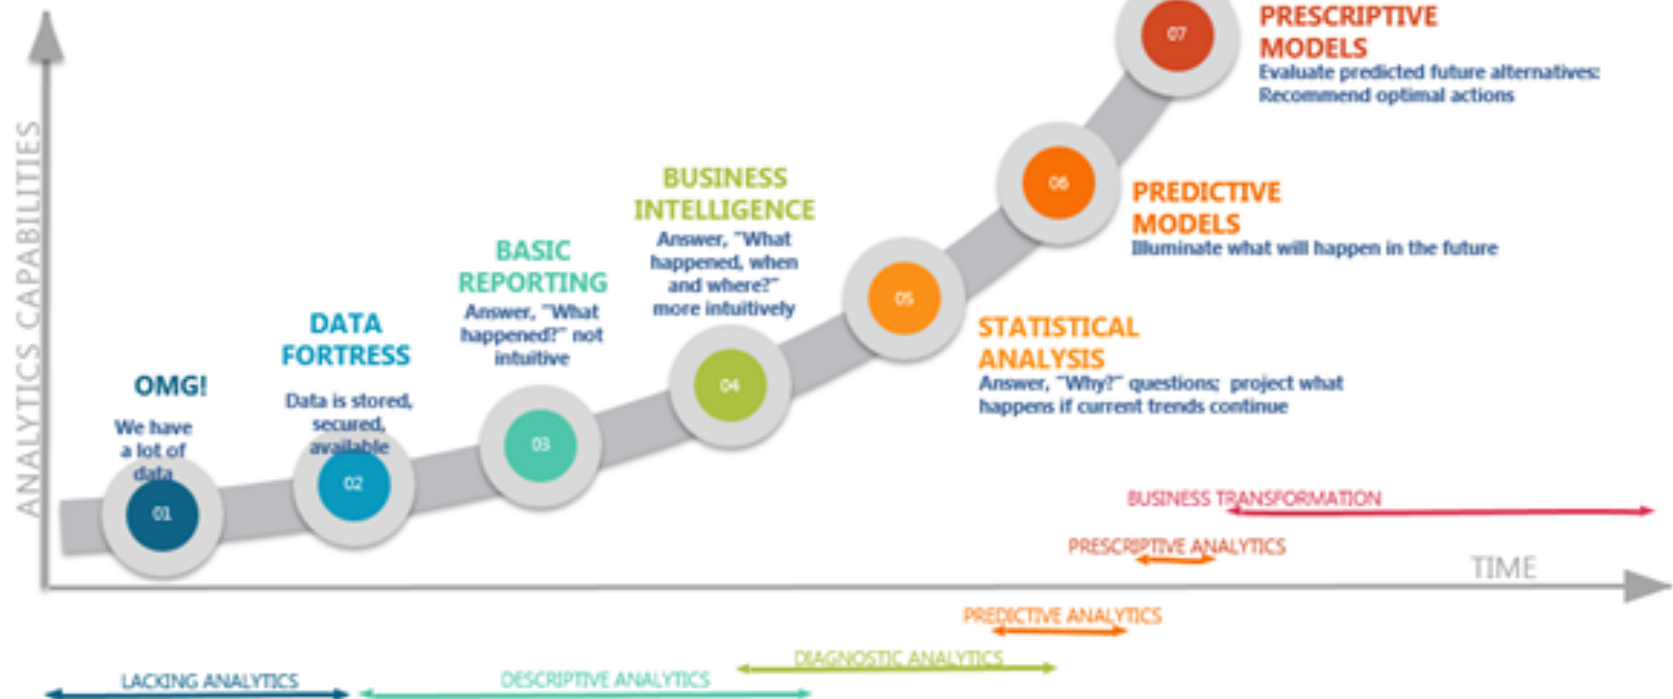 ANALYTICS CAPABILITIES
OMG!
We have
a lot of
data
01
DATA
FORTRESS
Data is stored,
secured,
available
02
BASIC
REPORTING
Answer, "What
happened?" not
intuitive
03
BUSINESS
INTELLIGENCE
Answer, "What
happened, when
and where?"
more intuitively
04
05
STATISTICAL
ANALYSIS
Answer, "Why?" questions; project what
happens if current trends continue
06
PREDICTIVE
MODELS
Illuminate what will happen in the future
07
PRESCRIPTIVE
MODELS
Evaluate predicted future alternatives:
Recommend optimal actions
BUSINESS TRANSFORMATION
PRESCRIPTIVE ANALYTICS
TIME
PREDICTIVE ANALYTICS
DIAGNOSTIC ANALYTICS
LACKING ANALYTICS
DESCRIPTIVE ANALYTICS